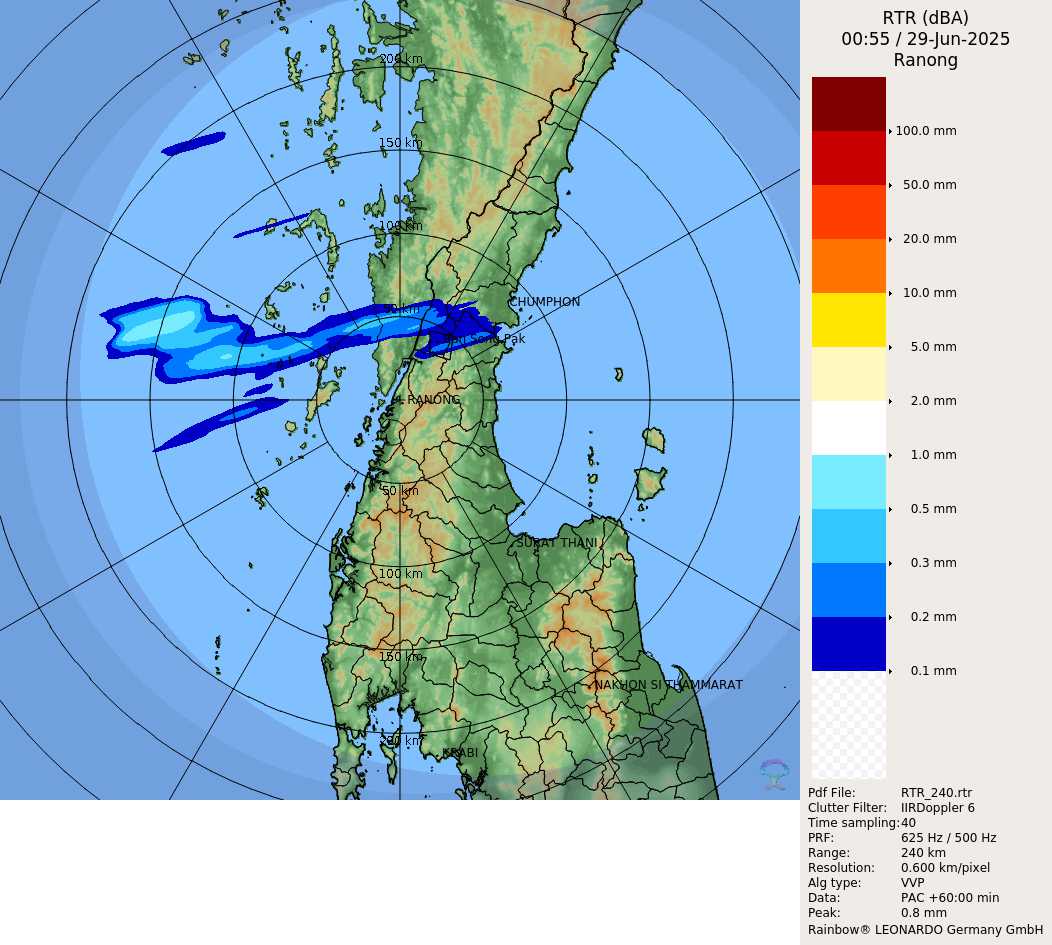 RTR (dBA)
00:55 / 29-Jun-2025
Ranong
100.0 mm
50.0 mm
20.0 mm
10.0 mm
5.0 mm
2.0 mm
1.0 mm
0.5 mm
0.3 mm
0.2 mm
0.1 mm
Pdf File: RTR_240.rtr
Clutter Filter: IIRDoppler 6
Time sampling: 40
PRF: 625 Hz / 500 Hz
Range: 240 km
Resolution: 0.600 km/pixel
Alg type: VVP
Data: PAC +60:00 min
Peak: 0.8 mm
Rainbow® LEONARDO Germany GmbH
200 km
150 km
100 km
CHUMPHON
50 km
Song Pak
RANONG
50 km
SURAT THANI
100 km
150 km
NAKHON SI THAMMARAT
200 km
KRABI